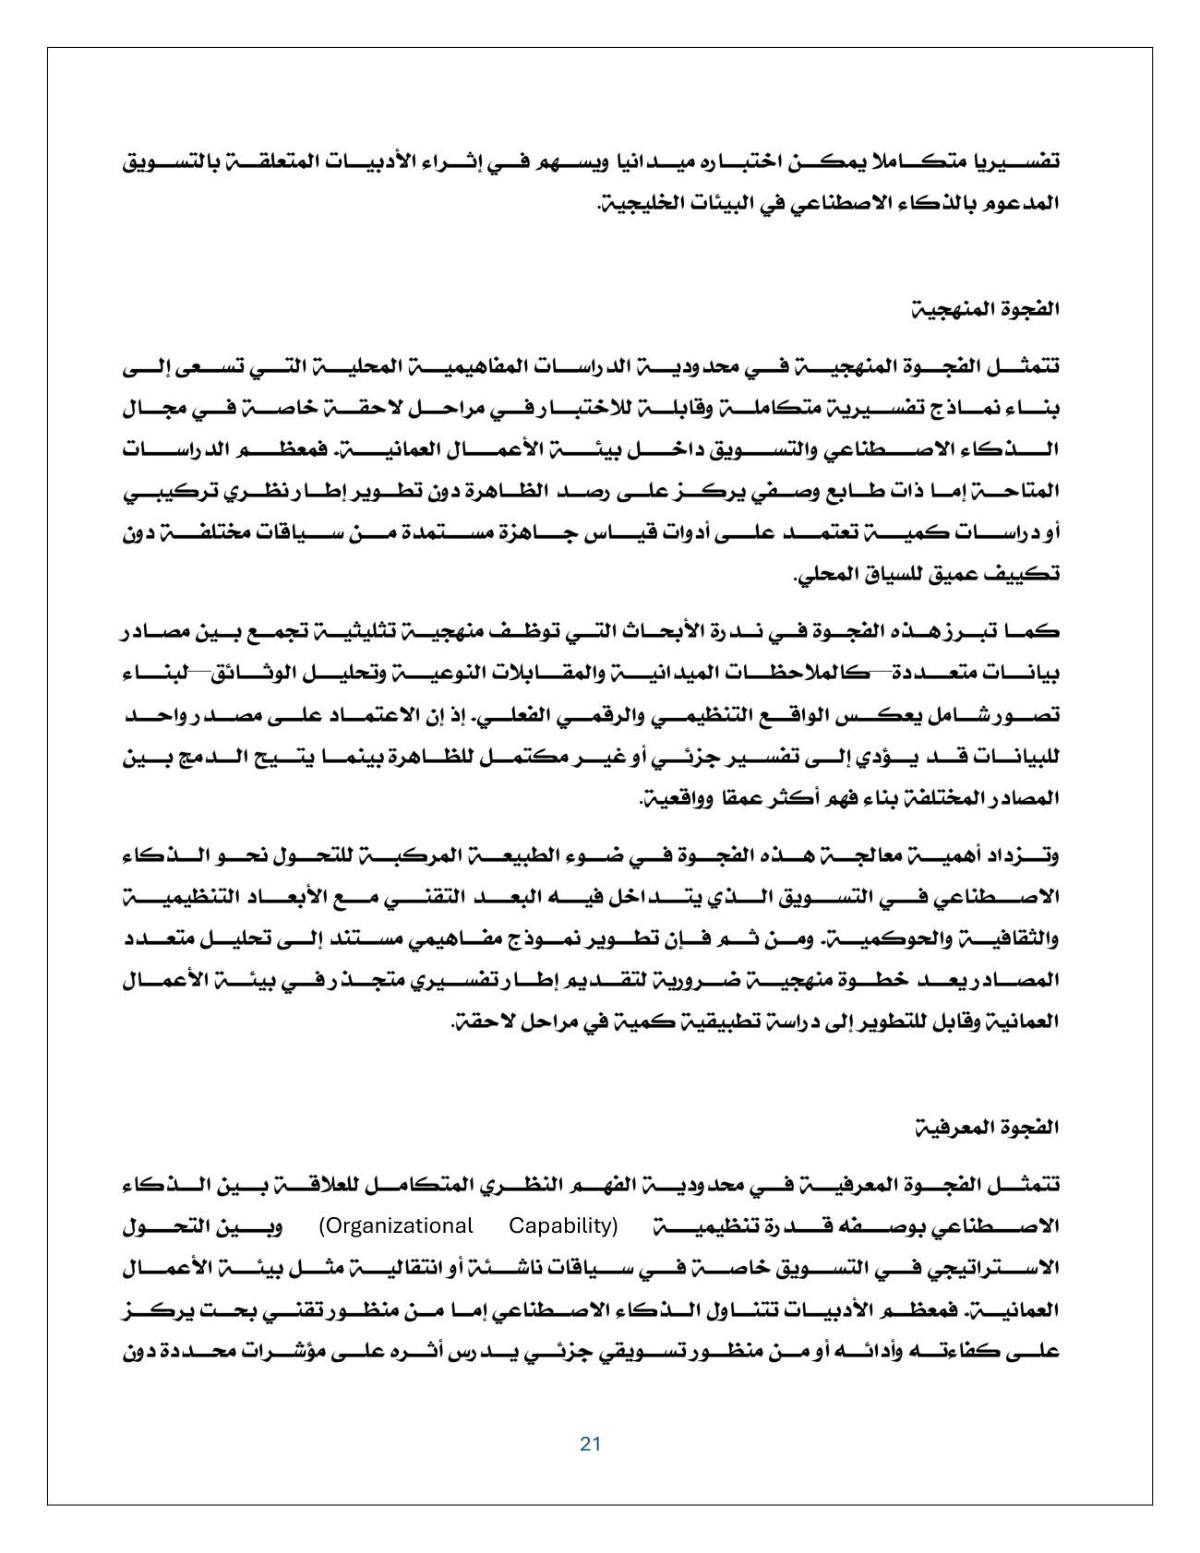 تفسيريا متكاملا يمكن اختباره ميدانيا ويسهم في إثراء الأدبيات المتعلقة بالتسويق
المدعوم بالذكاء الاصطناعي في البيئات الخليجية.
الفجوة المنهجية
تتمثل الفجوة المنهجية في محدودية الدراسات المفاهيمية المحلية التي تسعى إلى
بناء نماذج تفسيرية متكاملة وقابلة للاختبار في مراحل لاحقة خاصة في مجال
الذكاء الاصطناعي والتسويق داخل بيئة الأعمال العمانية. فمعظم الدراسات
المتاحة إما ذات طابع وصفي يركز على رصد الظاهرة دون تطوير إطار نظري تركيبي
أو دراسات كمية تعتمد على أدوات قياس جاهزة مستمدة من سياقات مختلفة دون
تكييف عميق للسياق المحلي.
كما تبرز هذه الفجوة في ندرة الأبحاث التي توظف منهجية تثليثية تجمع بين مصادر
بيانات متعددة—كالملاحظات الميدانية والمقابلات النوعية وتحليل الوثائق—لبناء
تصور شامل يعكس الواقع التنظيمي والرقمي الفعلي. إذ إن الاعتماد على مصدر واحد
للبيانات قد يؤدي إلى تفسير جزئي أو غير مكتمل للظاهرة بينما يتيح الدمج بين
المصادر المختلفة بناء فهم أكثر عمقا وواقعية.
وتزداد أهمية معالجة هذه الفجوة في ضوء الطبيعة المركبة للتحول نحو الذكاء
الاصطناعي في التسويق الذي يتداخل فيه البعد التقني مع الأبعاد التنظيمية
والثقافية والحوكمية. ومن ثم فإن تطوير نموذج مفاهيمي مستند إلى تحليل متعدد
المصادر يعد خطوة منهجية ضرورية لتقديم إطار تفسيري متجذر في بيئة الأعمال
العمانية وقابل للتطوير إلى دراسة تطبيقية كمية في مراحل لاحقة.
الفجوة المعرفية
تتمثل الفجوة المعرفية في محدودية الفهم النظري المتكامل للعلاقة بين الذكاء
الاصطناعي بوصفه قدرة تنظيمية (Organizational Capability) وبين التحول
الاستراتيجي في التسويق خاصة في سياقات ناشئة أو انتقالية مثل بيئة الأعمال
العمانية. فمعظم الأدبيات تتناول الذكاء الاصطناعي إما من منظور تقني بحت يركز
على كفاءته وأدائه أو من منظور تسويقي جزئي يدرس أثره على مؤشرات محددة دون
21